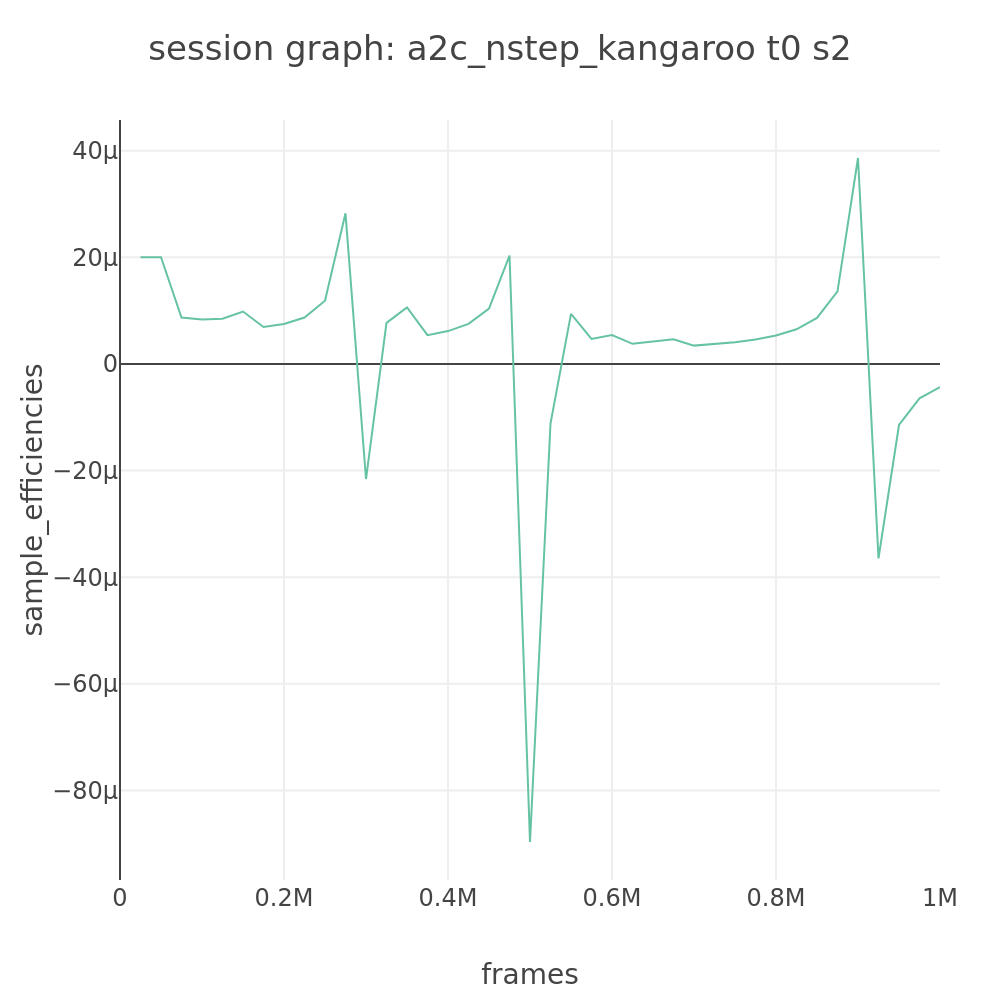 session graph: a2c_nstep_kangaroo t0 s2
sample_efficiencies
40μ
20μ
0
−20μ
−40μ
−60μ
−80μ
0
0.2M
0.4M
0.6M
0.8M
1M
frames